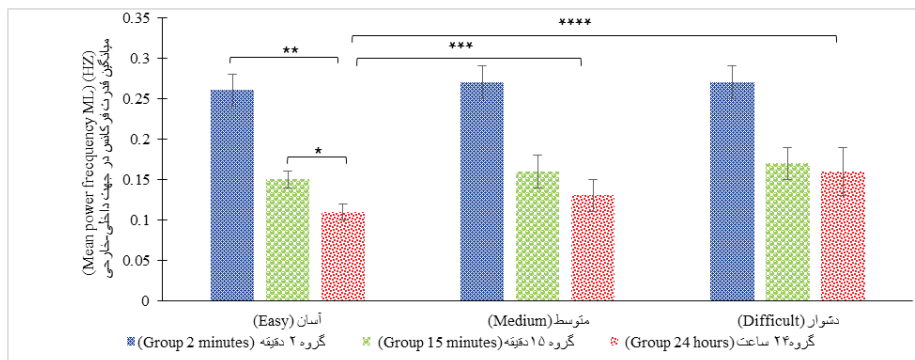 میانگین قدرت فرکانس در جهت داخلی-خارجی
(Mean power frecquency ML) (HZ)
0.35
0.3
0.25
0.2
0.15
0.1
0.05
0
**
*
***
****
آسان (Easy)
متوسط (Medium)
دشوار (Difficult)
گروه ۲ دقیقه (Group 2 minutes)
گروه ۱۵ دقیقه (Group 15 minutes)
گروه ۲۴ ساعت (Group 24 hours)